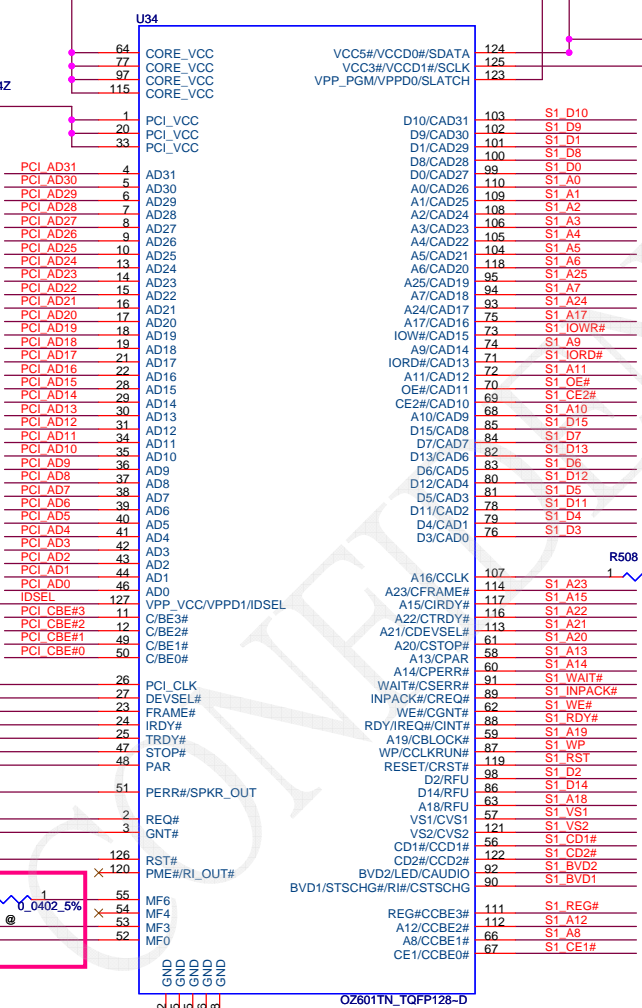 U34
64 CORE_VCC
77 CORE_VCC
97 CORE_VCC
115 CORE_VCC
1 PCI_VCC
20 PCI_VCC
33 PCI_VCC
PCI_AD31 4 AD31
PCI_AD30 5 AD30
PCI_AD29 6 AD29
PCI_AD28 7 AD28
PCI_AD27 8 AD27
PCI_AD26 9 AD26
PCI_AD25 10 AD25
PCI_AD24 13 AD24
PCI_AD23 14 AD23
PCI_AD22 15 AD22
PCI_AD21 16 AD21
PCI_AD20 17 AD20
PCI_AD19 18 AD19
PCI_AD18 19 AD18
PCI_AD17 21 AD17
PCI_AD16 22 AD16
PCI_AD15 28 AD15
PCI_AD14 29 AD14
PCI_AD13 30 AD13
PCI_AD12 31 AD12
PCI_AD11 34 AD11
PCI_AD10 35 AD10
PCI_AD9 36 AD9
PCI_AD8 37 AD8
PCI_AD7 38 AD7
PCI_AD6 39 AD6
PCI_AD5 40 AD5
PCI_AD4 41 AD4
PCI_AD3 42 AD3
PCI_AD2 43 AD2
PCI_AD1 44 AD1
PCI_AD0 46 AD0
IDSEL 127 VPP_VCC/VPPD1/IDSEL
PCI_CBE#3 11 C/BE3#
PCI_CBE#2 12 C/BE2#
PCI_CBE#1 49 C/BE1#
PCI_CBE#0 50 C/BE0#
26 PCI_CLK
27 DEVSEL#
23 FRAME#
24 IRDY#
25 TRDY#
47 STOP#
48 PAR
51 PERR#/SPKR_OUT
2 REQ#
3 GNT#
126 RST#
120 PME#/RI_OUT#
1 55 MF6
0_0402_5% 54 MF4
@ 53 MF3
52 MF0
GND
GND
GND
GND
GND
VCC5#/VCCD0#/SDATA 124
VCC3#/VCCD1#/SCLK 125
VPP_PGM/VPPD0/SLATCH 123
D10/CAD31 103 S1_D10
D9/CAD30 102 S1_D9
D1/CAD29 101 S1_D1
D8/CAD28 100 S1_D8
D0/CAD27 99 S1_D0
A0/CAD26 110 S1_A0
A1/CAD25 109 S1_A1
A2/CAD24 108 S1_A2
A3/CAD23 106 S1_A3
A4/CAD22 105 S1_A4
A5/CAD21 104 S1_A5
A6/CAD20 118 S1_A6
A25/CAD19 95 S1_A25
A7/CAD18 94 S1_A7
A24/CAD17 93 S1_A24
A17/CAD16 75 S1_A17
IOW#/CAD15 73 S1_IOWR#
A9/CAD14 74 S1_A9
IORD#/CAD13 71 S1_IORD#
A11/CAD12 72 S1_A11
OE#/CAD11 70 S1_OE#
CE2#/CAD10 69 S1_CE2#
A10/CAD9 68 S1_A10
D15/CAD8 85 S1_D15
D7/CAD7 84 S1_D7
D13/CAD6 82 S1_D13
D6/CAD5 83 S1_D6
D12/CAD4 80 S1_D12
D5/CAD3 81 S1_D5
D11/CAD2 78 S1_D11
D4/CAD1 79 S1_D4
D3/CAD0 76 S1_D3
R508
A16/CCLK 107 1
A23/CFRAME# 114 S1_A23
A15/CIRDY# 117 S1_A15
A22/CTRDY# 116 S1_A22
A21/CDEVSEL# 113 S1_A21
A20/CSTOP# 61 S1_A20
A13/CPAR 58 S1_A13
A14/CPERR# 60 S1_A14
WAIT#/CSERR# 91 S1_WAIT#
INPACK#/CREQ# 89 S1_INPACK#
WE#/CGNT# 62 S1_WE#
RDY/IREQ#/CINT# 88 S1_RDY#
A19/CBLOCK# 59 S1_A19
WP/CCLKRUN# 87 S1_WP
RESET/CRST# 119 S1_RST
D2/RFU 98 S1_D2
D14/RFU 86 S1_D14
A18/RFU 63 S1_A18
VS1/CVS1 57 S1_VS1
VS2/CVS2 121 S1_VS2
CD1#/CCD1# 56 S1_CD1#
CD2#/CCD2# 122 S1_CD2#
BVD2/LED/CAUDIO 92 S1_BVD2
BVD1/STSCHG#/RI#/CSTSCHG 90 S1_BVD1
REG#CCBE3# 111 S1_REG#
A12/CCBE2# 112 S1_A12
A8/CCBE1# 66 S1_A8
CE1/CCBE0# 67 S1_CE1#
OZ601TN_TQFP128~D